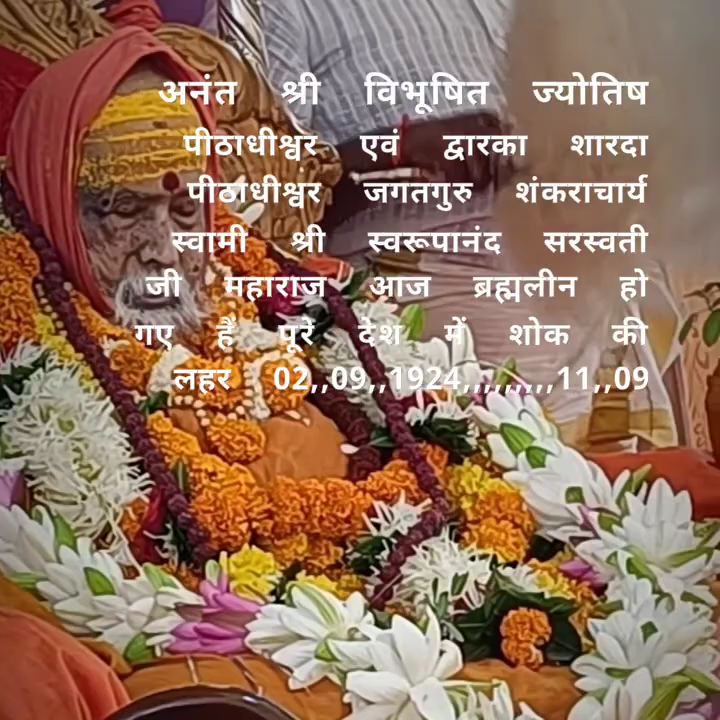 अनंत श्री विभूषित ज्योतिष
पीठाधीश्वर एवं द्वारका शारदा
पीठाधीश्वर जगतगुरु शंकराचार्य
स्वामी श्री स्वरूपानंद सरस्वती
जी महाराज आज ब्रह्मलीन हो
गए हैं पूरे देश में शोक की
लहर 02,,09,,1924,,,,,,,,,11,,09